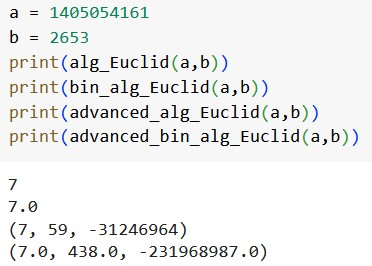 a = 1405054161
b = 2653
print(alg_Euclid(a,b))
print(bin_alg_Euclid(a,b))
print(advanced_alg_Euclid(a,b))
print(advanced_bin_alg_Euclid(a,b))
7
7.0
(7, 59, -31246964)
(7.0, 438.0, -231968987.0)